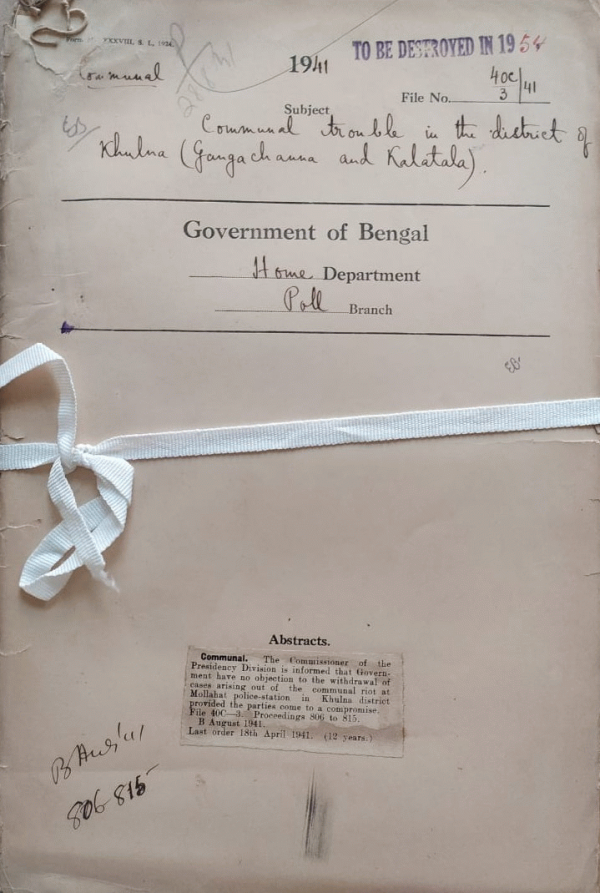 XXXVIII, B. L., 1934.
Communal
1941
TO BE DESTROYED IN 1954
File No. 40C/3/41
Subject
Communal trouble in the district of
Khulna (Gangachanna and Kalatala).
Government of Bengal
Home Department
Poll Branch
Abstracts.
Communal. The Commissioner of the
Presidency Division is informed that Govern-
ment have no objection to the withdrawal of
cases arising out of the communal riot at
Mollahat police-station in Khulna district
provided the parties come to a compromise.
File 40C—3. Proceedings 806 to 815.
B August 1941.
Last order 18th April 1941. (12 years.)
B Aug '41
806-815